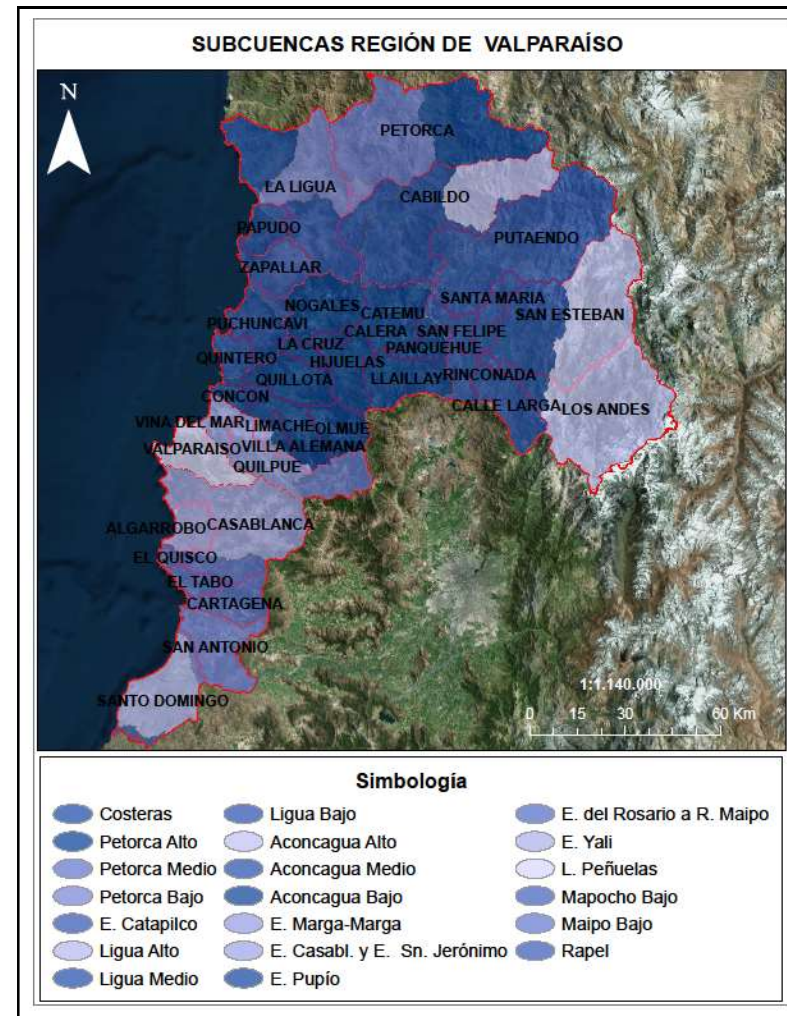 SUBCUENCAS REGIÓN DE VALPARAÍSO
N
PETORCA
LA LIGUA
CABILDO
PAPUDO
PUTAENDO
ZAPALLAR
NOGALES
CATEMU
SANTA MARIA
SAN ESTEBAN
PUCHUNCAVI
LA CRUZ
CALERA
SAN FELIPE
QUINTERO
HIJUELAS
PANQUEHUE
QUILLOTA
LLAILLAY
RINCONADA
CONCON
CALLE LARGA
LOS ANDES
VINA DEL MAR
LIMACHE
OLMUE
VALPARAISO
VILLA ALEMANA
QUILPUE
ALGARROBO
CASABLANCA
EL QUISCO
EL TABO
CARTAGENA
SAN ANTONIO
SANTO DOMINGO
1:1.140.000
0 15 30 60 Km
Simbología
Costeras
Petorca Alto
Petorca Medio
Petorca Bajo
E. Catapilco
Ligua Alto
Ligua Medio
Ligua Bajo
Aconcagua Alto
Aconcagua Medio
Aconcagua Bajo
E. Marga-Marga
E. Casabl. y E. Sn. Jerónimo
E. Pupío
E. del Rosario a R. Maipo
E. Yali
L. Peñuelas
Mapocho Bajo
Maipo Bajo
Rapel